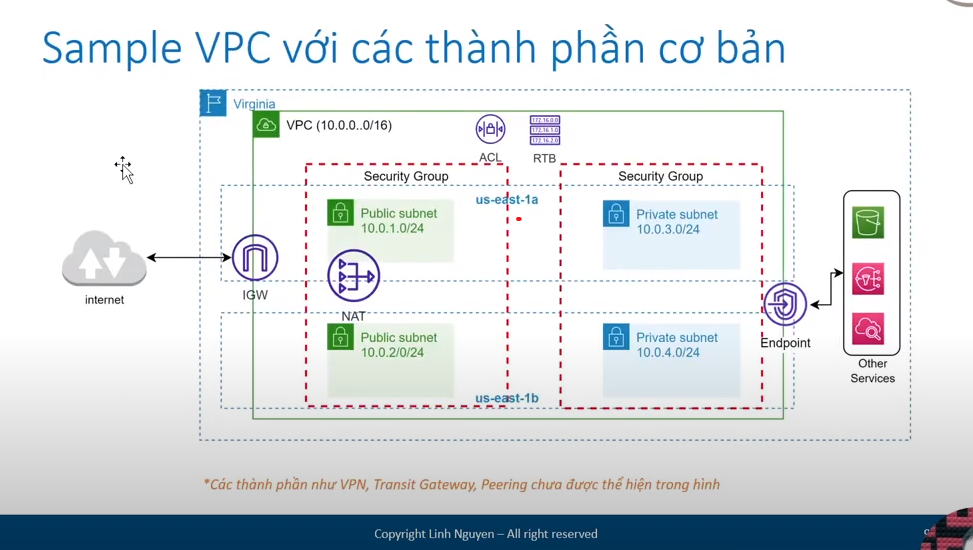 Sample VPC với các thành phần cơ bản
Virginia
VPC (10.0.0..0/16)
ACL
172.16.0.0
172.16.1.0
172.16.2.0
RTB
Security Group
Security Group
us-east-1a
Public subnet
10.0.1.0/24
Private subnet
10.0.3.0/24
internet
IGW
NAT
Public subnet
10.0.2/0/24
Private subnet
10.0.4.0/24
Endpoint
Other
Services
us-east-1b
*Các thành phần như VPN, Transit Gateway, Peering chưa được thể hiện trong hình
Copyright Linh Nguyen – All right reserved